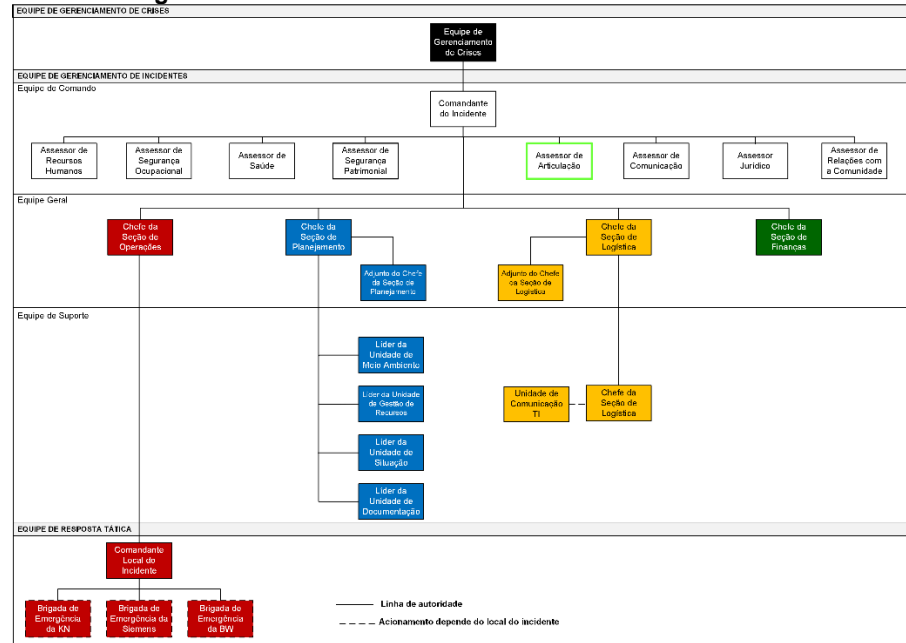 EQUIPE DE GERENCIAMENTO DE CRISES
Equipe de
Gerenciamento
de Crises
EQUIPE DE GERENCIAMENTO DE INCIDENTES
Equipe de Comando
Comandante
do Incidente
Assessor de
Recursos
Humanos
Assessor de
Segurança
Ocupacional
Assessor de
Saúde
Assessor de
Segurança
Patrimonial
Assessor de
Articulação
Assessor de
Comunicação
Assessor
Jurídico
Assessor de
Relações com
a Comunidade
Equipe Geral
Chefe da
Seção de
Operações
Chefe da
Seção de
Planejamento
Chefe da
Seção de
Logística
Chefe da
Seção de
Finanças
Adjunto do Chefe
da Seção de
Planejamento
Adjunto do Chefe
da Seção de
Logística
Equipe de Suporte
Líder da
Unidade de
Meio Ambiente
Líder da Unidade
de Gestão de
Recursos
Unidade de
Comunicação
TI
Chefe da
Seção de
Logística
Líder da
Unidade de
Situação
Líder da
Unidade de
Documentação
EQUIPE DE RESPOSTA TÁTICA
Comandante
Local do
Incidente
Brigada de
Emergência
da KN
Brigada de
Emergência da
Siemens
Brigada de
Emergência
da BW
Linha de autoridade
Acionamento depende do local do incidente